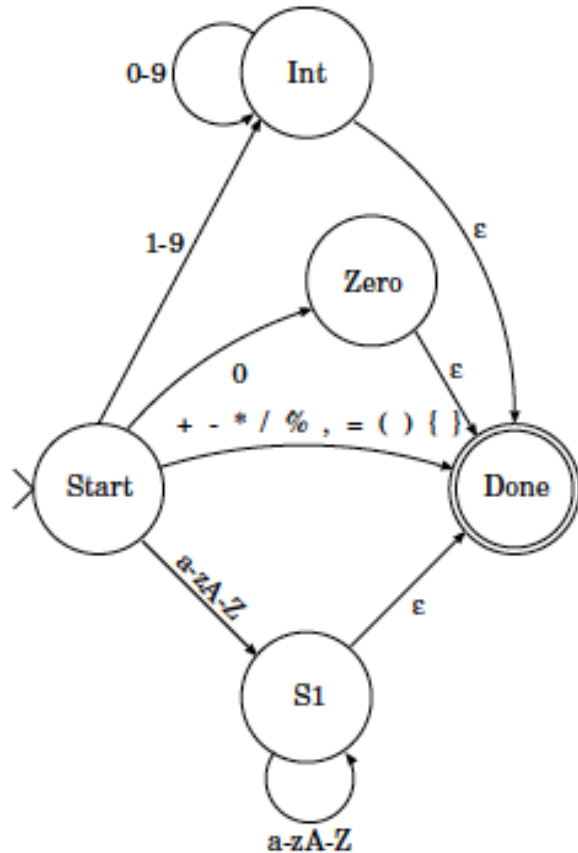 0-9
Int
1-9
ε
Zero
0
ε
+ - * / % , = ( ) { }
Start
Done
a-zA-Z
ε
S1
a-zA-Z